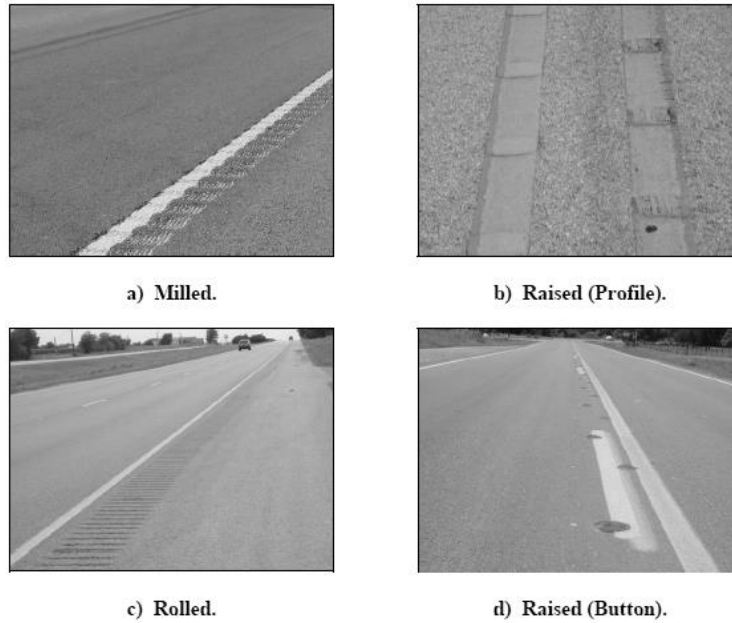 a) Milled.
b) Raised (Profile).
c) Rolled.
d) Raised (Button).